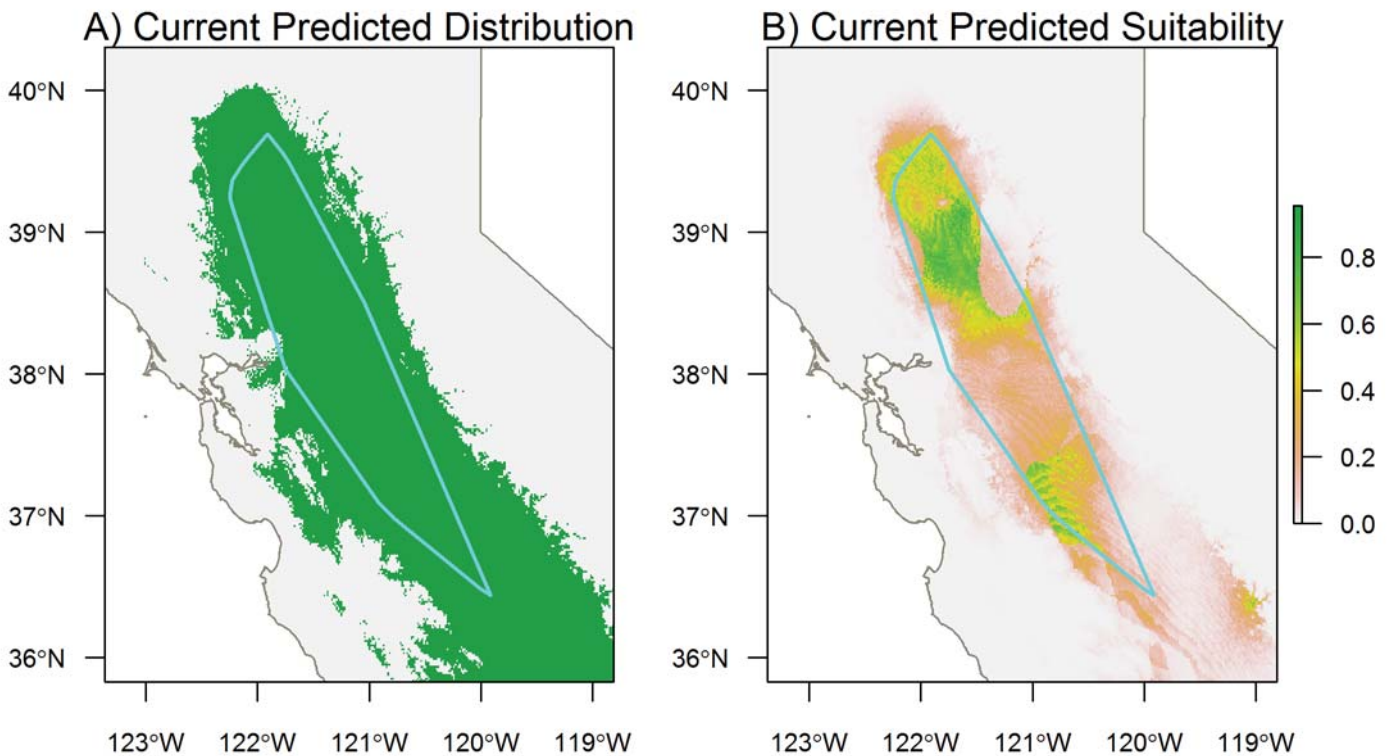 A) Current Predicted Distribution
40°N
39°N
38°N
37°N
36°N
123°W 122°W 121°W 120°W 119°W
B) Current Predicted Suitability
40°N
39°N
38°N
37°N
36°N
123°W 122°W 121°W 120°W 119°W
0.8
0.6
0.4
0.2
0.0